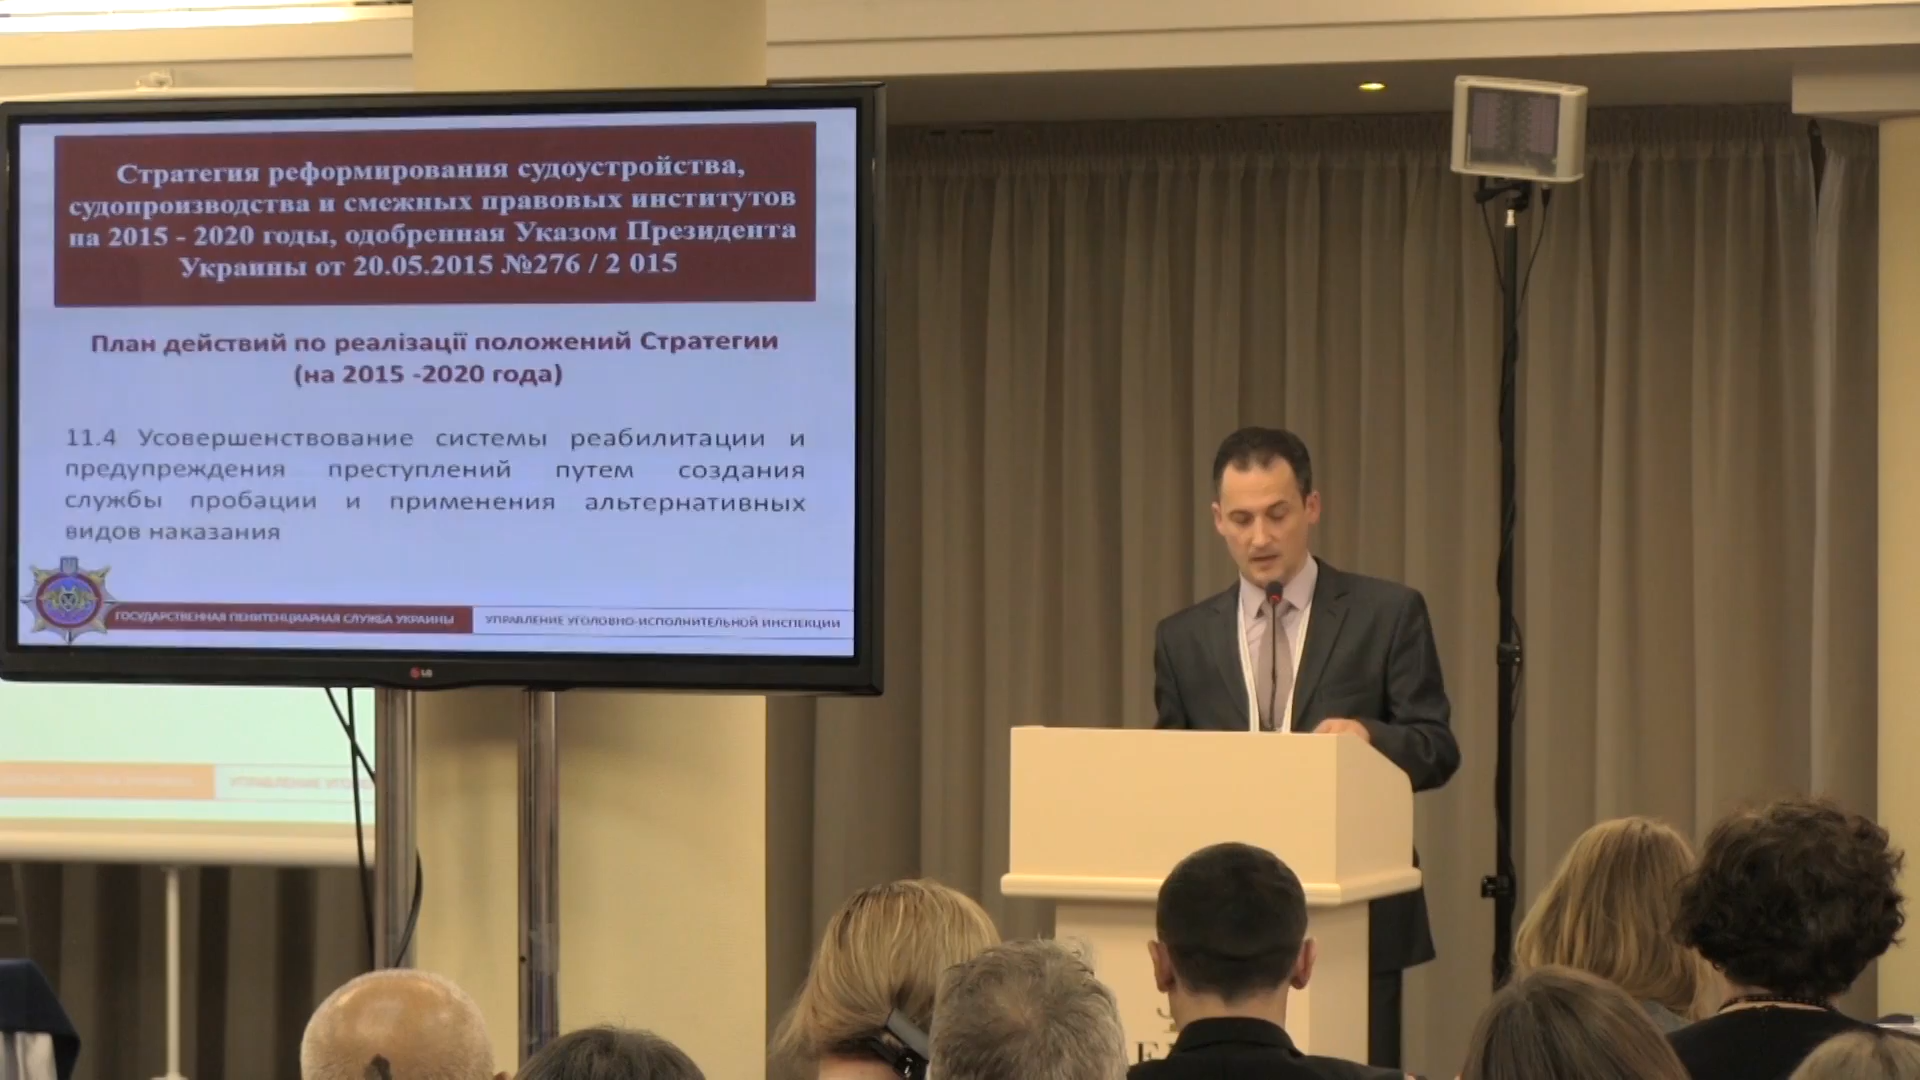 Стратегия реформирования судоустройства,
судопроизводства и смежных правовых институтов
на 2015 - 2020 годы, одобренная Указом Президента
Украины от 20.05.2015 №276 / 2 015
План действий по реалізації положений Стратегии
(на 2015 -2020 года)
11.4 Усовершенствование системы реабилитации и
предупреждения преступлений путем создания
службы пробации и применения альтернативных
видов наказания
ГОСУДАРСТВЕННАЯ ПЕНИТЕНЦИАРНАЯ СЛУЖБА УКРАИНЫ
УПРАВЛЕНИЕ УГОЛОВНО-ИСПОЛНИТЕЛЬНОЙ ИНСПЕКЦИИ
LG
УПРАВЛЕНИЕ